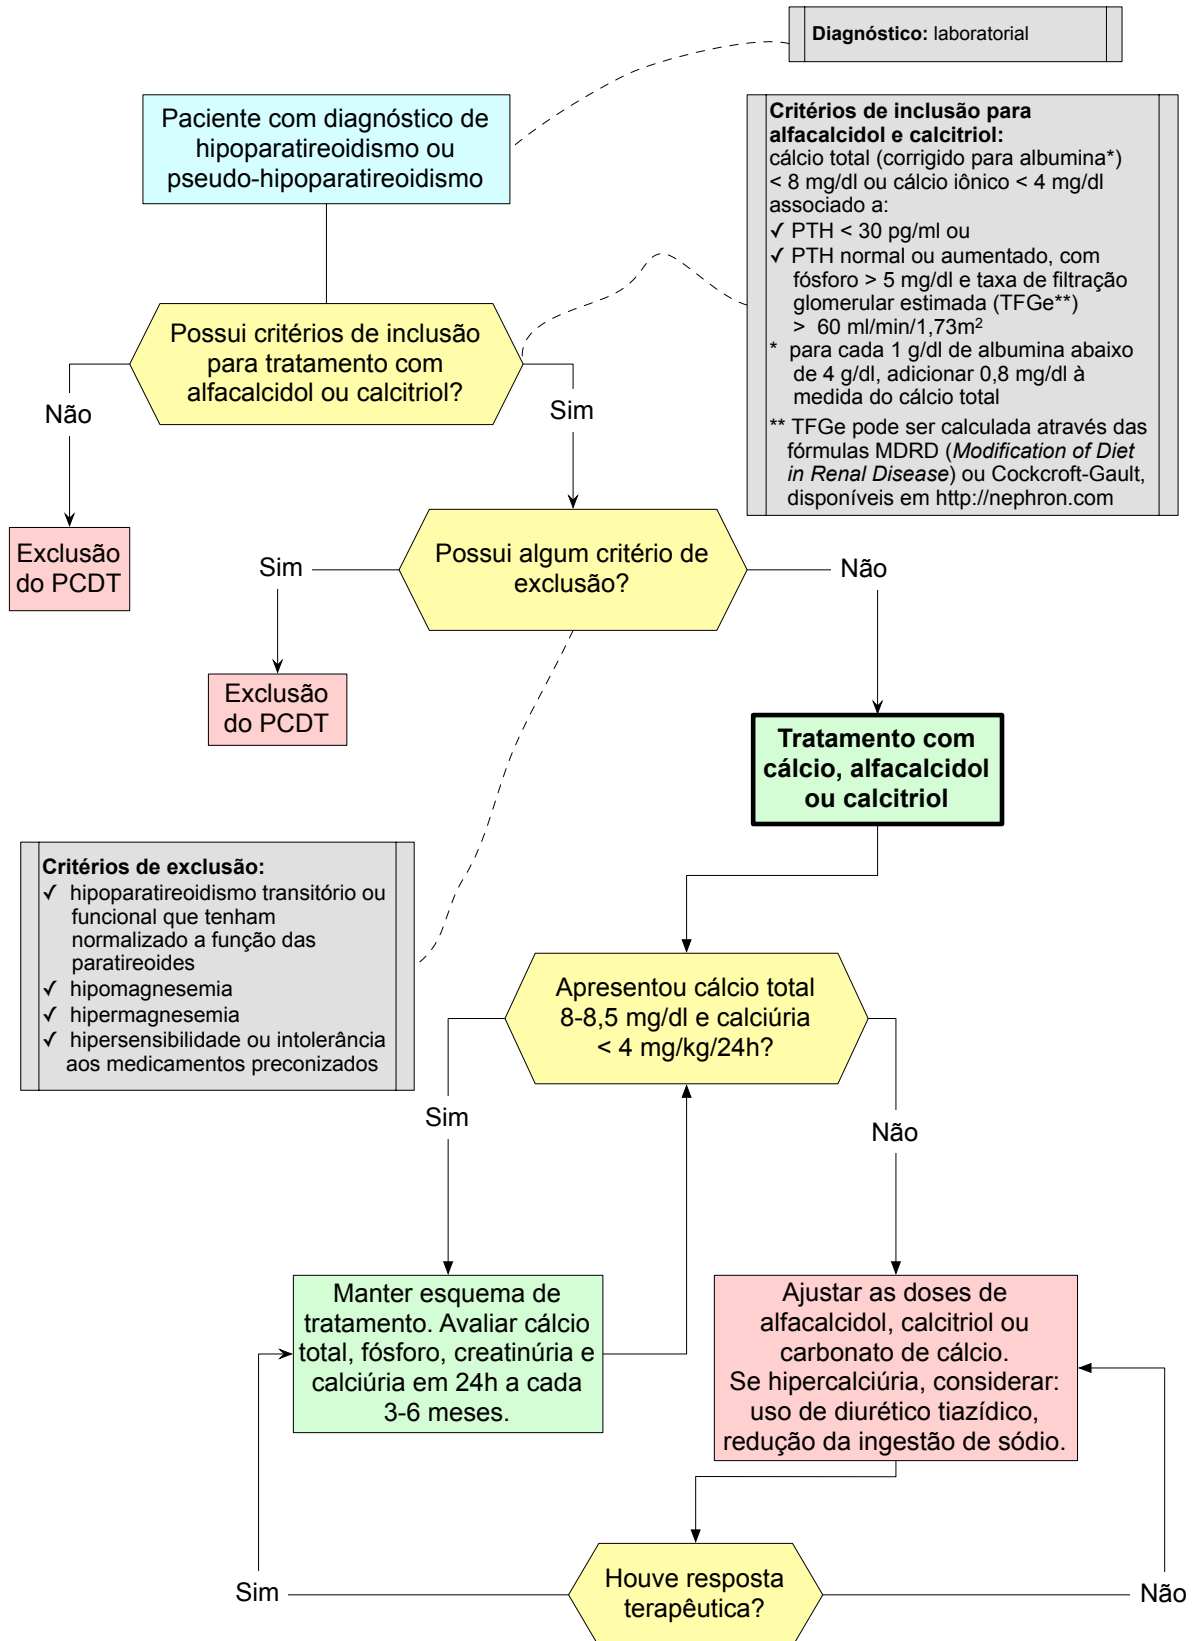 Diagnóstico: laboratorial
Paciente com diagnóstico de
hipoparatireoidismo ou
pseudo-hipoparatireoidismo
Critérios de inclusão para
alfacalcidol e calcitriol:
cálcio total (corrigido para albumina*)
< 8 mg/dl ou cálcio iônico < 4 mg/dl
associado a:
✓ PTH < 30 pg/ml ou
✓ PTH normal ou aumentado, com
fósforo > 5 mg/dl e taxa de filtração
glomerular estimada (TFGe**)
> 60 ml/min/1,73m²
* para cada 1 g/dl de albumina abaixo
de 4 g/dl, adicionar 0,8 mg/dl à
medida do cálcio total
** TFGe pode ser calculada através das
fórmulas MDRD (Modification of Diet
in Renal Disease) ou Cockcroft-Gault,
disponíveis em http://nephron.com
Possui critérios de inclusão
para tratamento com
alfacalcidol ou calcitriol?
Não
Sim
Exclusão
do PCDT
Possui algum critério de
exclusão?
Sim
Não
Exclusão
do PCDT
Tratamento com
cálcio, alfacalcidol
ou calcitriol
Critérios de exclusão:
✓ hipoparatireoidismo transitório ou
funcional que tenham
normalizado a função das
paratireoides
✓ hipomagnesemia
✓ hipermagnesemia
✓ hipersensibilidade ou intolerância
aos medicamentos preconizados
Apresentou cálcio total
8-8,5 mg/dl e calciúria
< 4 mg/kg/24h?
Sim
Não
Manter esquema de
tratamento. Avaliar cálcio
total, fósforo, creatinúria e
calciúria em 24h a cada
3-6 meses.
Ajustar as doses de
alfacalcidol, calcitriol ou
carbonato de cálcio.
Se hipercalciúria, considerar:
uso de diurético tiazídico,
redução da ingestão de sódio.
Houve resposta
terapêutica?
Sim
Não